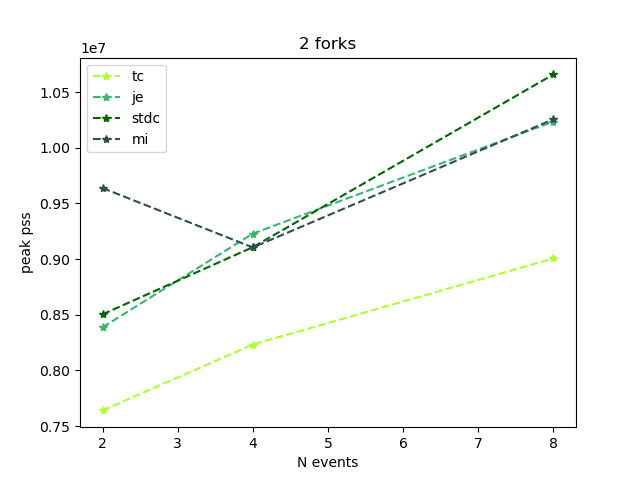 2 forks
1e7
tc
je
stdc
mi
1.05
1.00
0.95
0.90
0.85
0.80
0.75
peak pss
2 3 4 5 6 7 8
N events